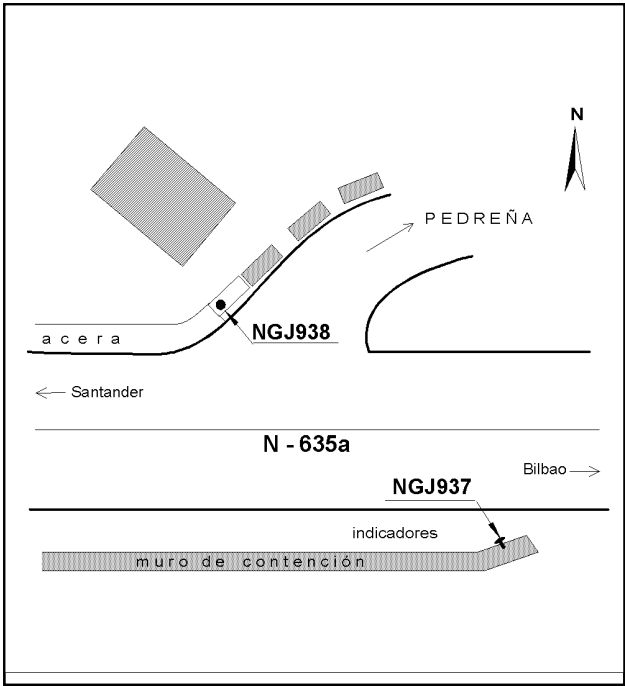 N
PEDREÑA
NGJ938
acera
Santander
N - 635a
Bilbao
NGJ937
indicadores
muro de contención